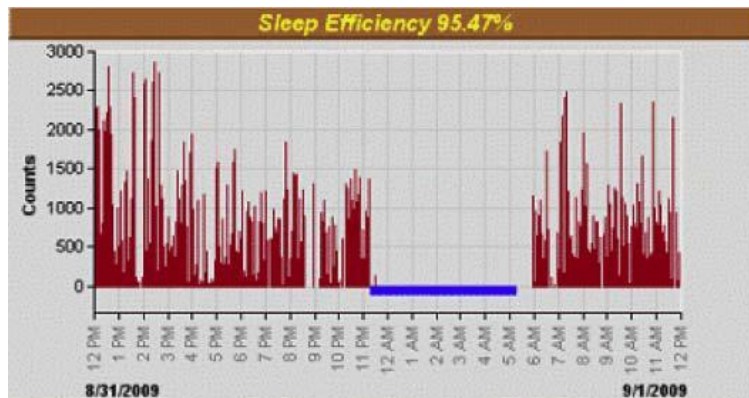 Sleep Efficiency 95.47%
3000
2500
2000
1500
1000
500
0
Counts
12 PM
1 PM
2 PM
3 PM
4 PM
5 PM
6 PM
7 PM
8 PM
9 PM
10 PM
11 PM
12 AM
1 AM
2 AM
3 AM
4 AM
5 AM
6 AM
7 AM
8 AM
9 AM
10 AM
11 AM
12 PM
8/31/2009
9/1/2009